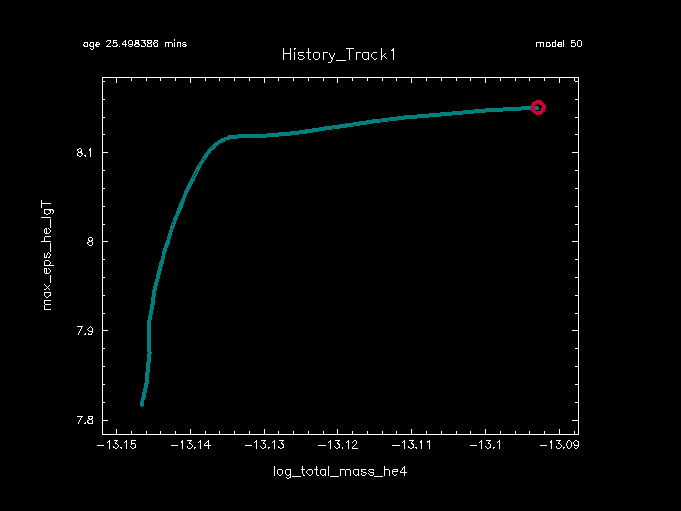 age 25.498386 mins
model 50
History_Track1
8.1
8
7.9
7.8
max_eps_he_lgT
−13.15 −13.14 −13.13 −13.12 −13.11 −13.1 −13.09
log_total_mass_he4